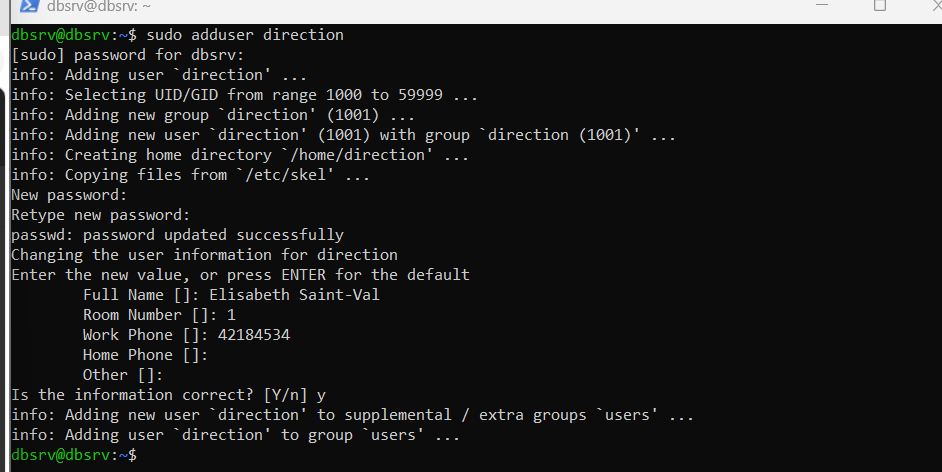 dbsrv@dbsrv: ~
dbsrv@dbsrv:~$ sudo adduser direction
[sudo] password for dbsrv:
info: Adding user `direction' ...
info: Selecting UID/GID from range 1000 to 59999 ...
info: Adding new group `direction' (1001) ...
info: Adding new user `direction' (1001) with group `direction (1001)' ...
info: Creating home directory `/home/direction' ...
info: Copying files from `/etc/skel' ...
New password:
Retype new password:
passwd: password updated successfully
Changing the user information for direction
Enter the new value, or press ENTER for the default
        Full Name []: Elisabeth Saint-Val
        Room Number []: 1
        Work Phone []: 42184534
        Home Phone []:
        Other []:
Is the information correct? [Y/n] y
info: Adding new user `direction' to supplemental / extra groups `users' ...
info: Adding user `direction' to group `users' ...
dbsrv@dbsrv:~$